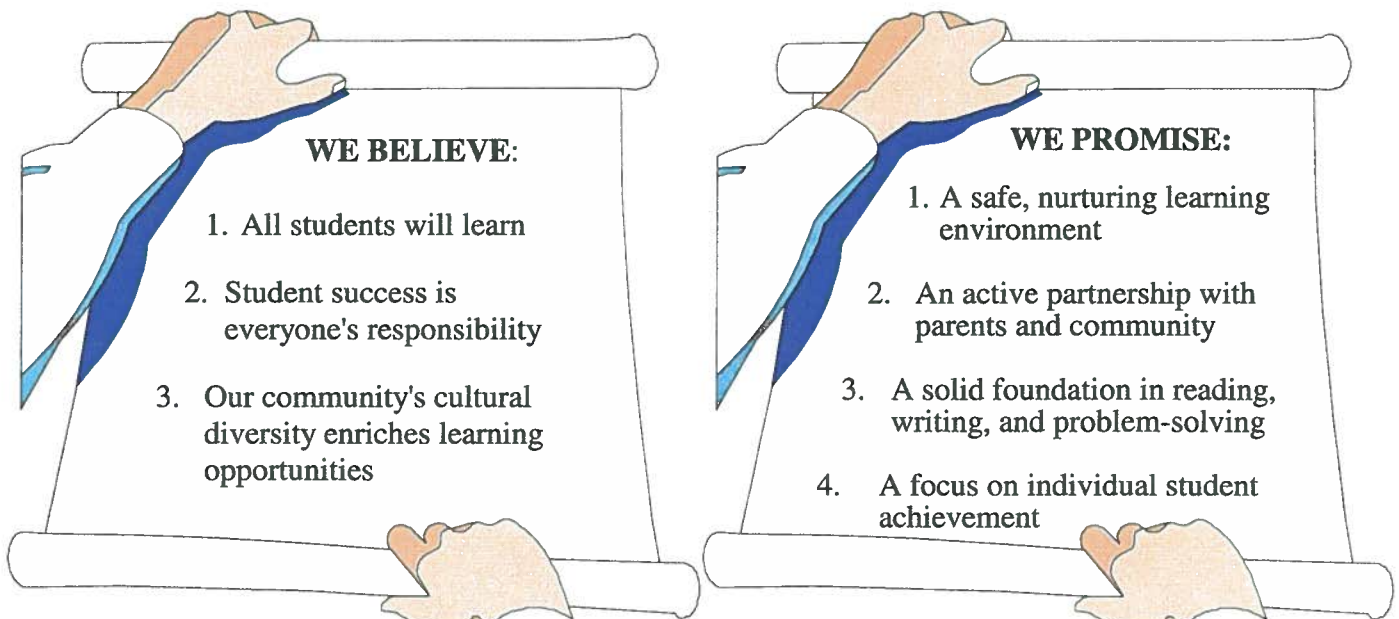 WE BELIEVE:
1. All students will learn
2. Student success is
everyone's responsibility
3. Our community's cultural
diversity enriches learning
opportunities
WE PROMISE:
1. A safe, nurturing learning
environment
2. An active partnership with
parents and community
3. A solid foundation in reading,
writing, and problem-solving
4. A focus on individual student
achievement